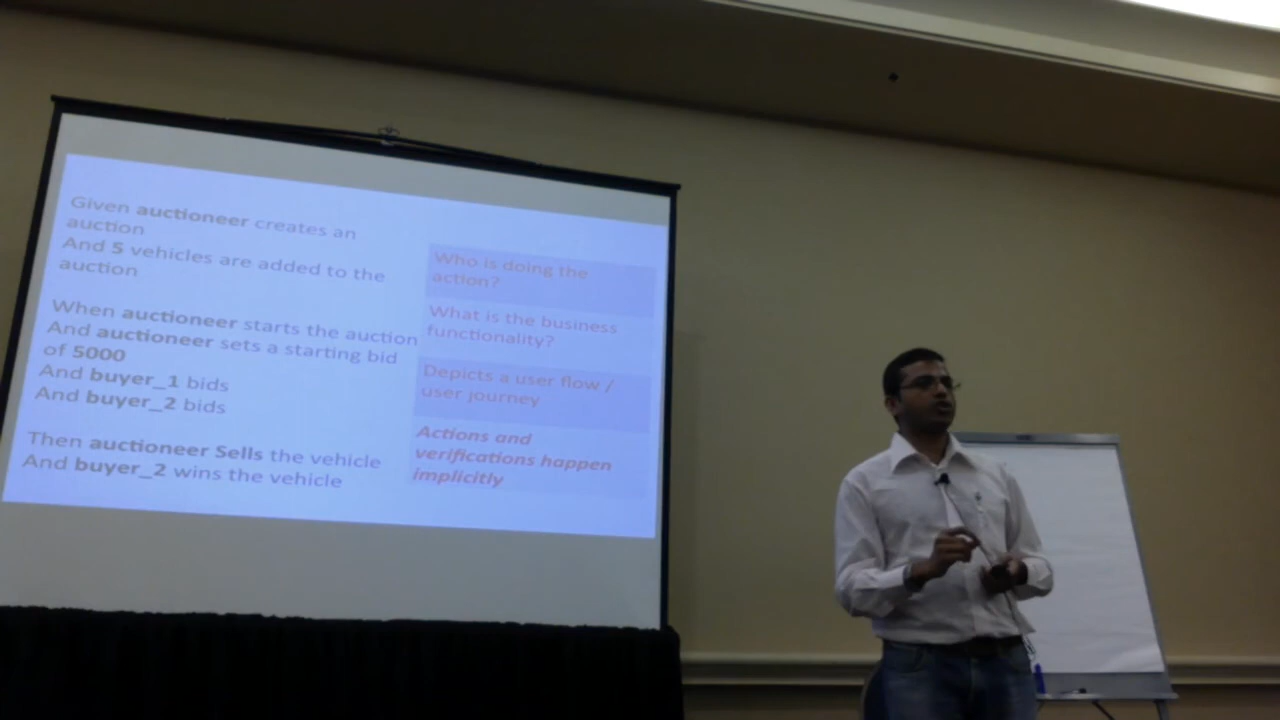 Given auctioneer creates an
auction
And 5 vehicles are added to the
auction
When auctioneer starts the auction
And auctioneer sets a starting bid
of 5000
And buyer_1 bids
And buyer_2 bids
Then auctioneer Sells the vehicle
And buyer_2 wins the vehicle
Who is doing the
action?
What is the business
functionality?
Depicts a user flow /
user journey
Actions and
verifications happen
implicitly